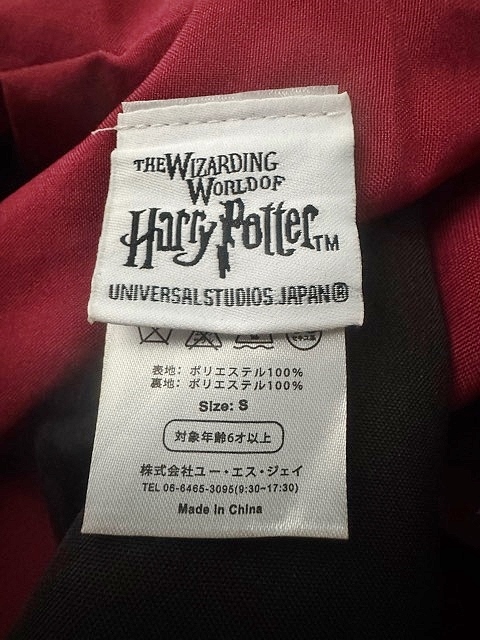 THE WIZARDING
WORLD OF
Harry Potter TM
UNIVERSAL STUDIOS JAPAN®
表地: ポリエステル100%
裏地: ポリエステル100%
Size: S
対象年齢6才以上
株式会社ユー・エス・ジェイ
TEL 06-6465-3095(9:30~17:30)
Made in China